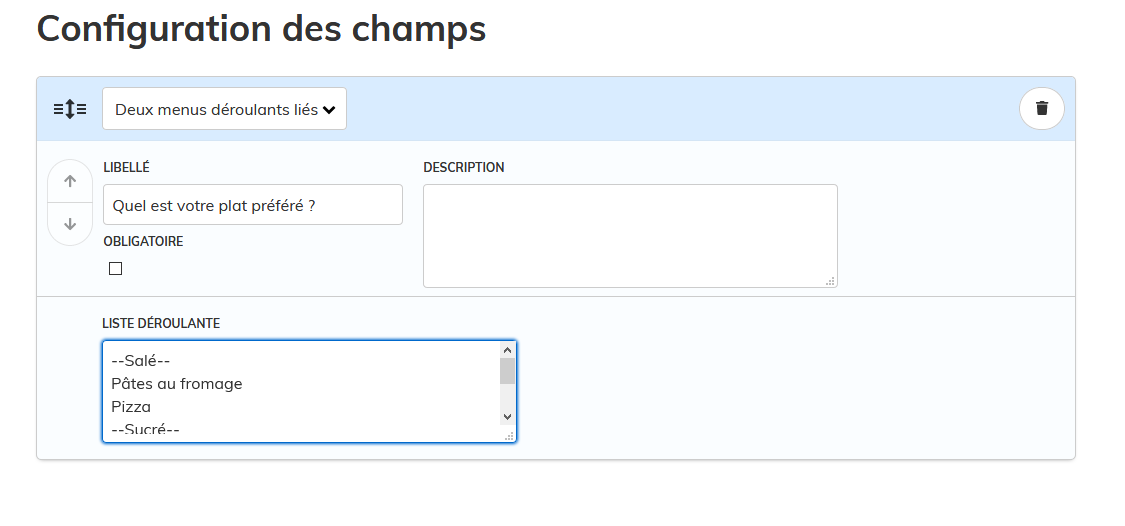 Configuration des champs
Deux menus déroulants liés
LIBELLÉ
Quel est votre plat préféré ?
OBLIGATOIRE
DESCRIPTION
LISTE DÉROULANTE
--Salé--
Pâtes au fromage
Pizza
--Sucré--